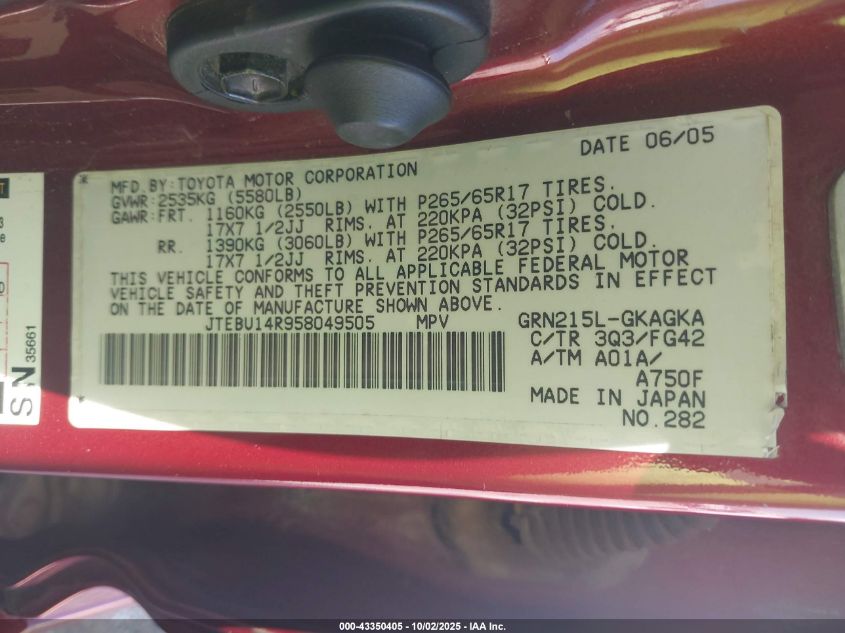 DATE 06/05
MFD.BY:TOYOTA MOTOR CORPORATION
GVWR:2535KG (5580LB)
GAWR:FRT. 1160KG (2550LB) WITH P265/65R17 TIRES.
17X7 1/2JJ RIMS. AT 220KPA (32PSI) COLD.
RR. 1390KG (3060LB) WITH P265/65R17 TIRES.
17X7 1/2JJ RIMS. AT 220KPA (32PSI) COLD.
THIS VEHICLE CONFORMS TO ALL APPLICABLE FEDERAL MOTOR
VEHICLE SAFETY AND THEFT PREVENTION STANDARDS IN EFFECT
ON THE DATE OF MANUFACTURE SHOWN ABOVE.
JTEBU14R958049505 MPV GRN215L-GKAGKA
C/TR 3Q3/FG42
A/TM A01A/
A750F
MADE IN JAPAN
NO.282
35661
000-43350405 - 10/02/2025 - IAA Inc.